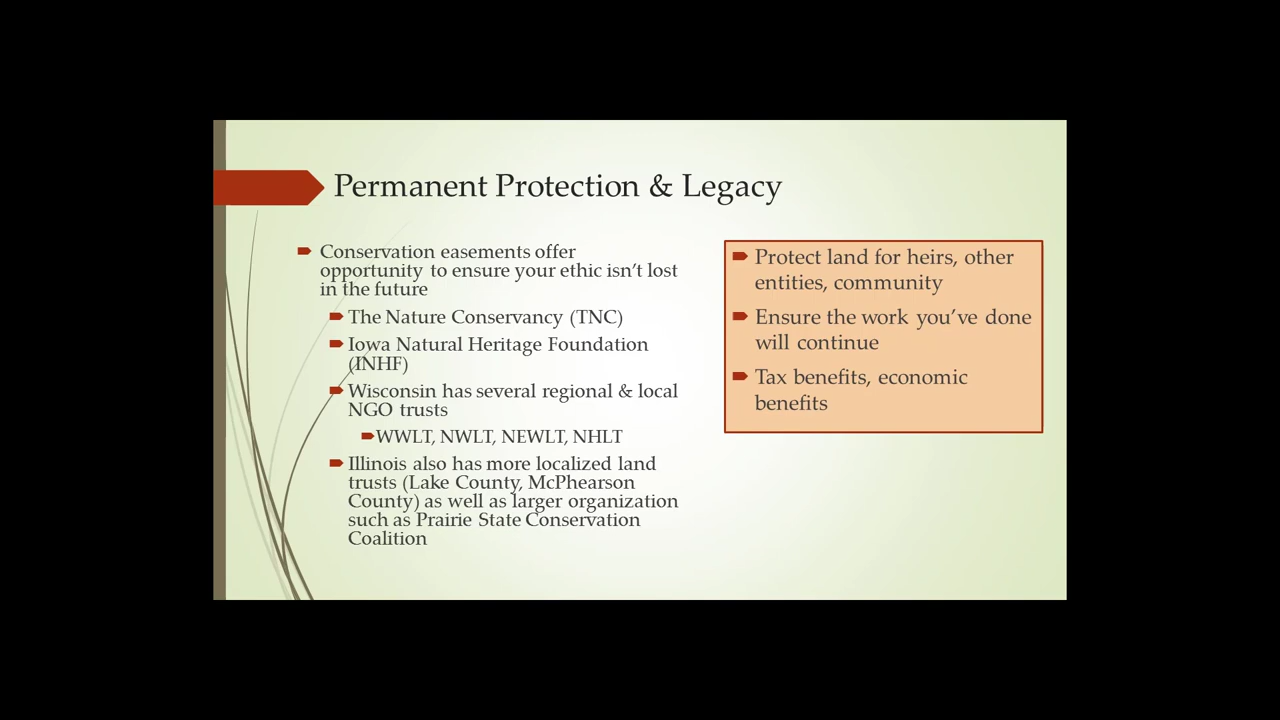 Permanent Protection & Legacy
Conservation easements offer
opportunity to ensure your ethic isn't lost
in the future
The Nature Conservancy (TNC)
Iowa Natural Heritage Foundation
(INHF)
Wisconsin has several regional & local
NGO trusts
WWLT, NWLT, NEWLT, NHLT
Illinois also has more localized land
trusts (Lake County, McPhearson
County) as well as larger organization
such as Prairie State Conservation
Coalition
Protect land for heirs, other
entities, community
Ensure the work you've done
will continue
Tax benefits, economic
benefits